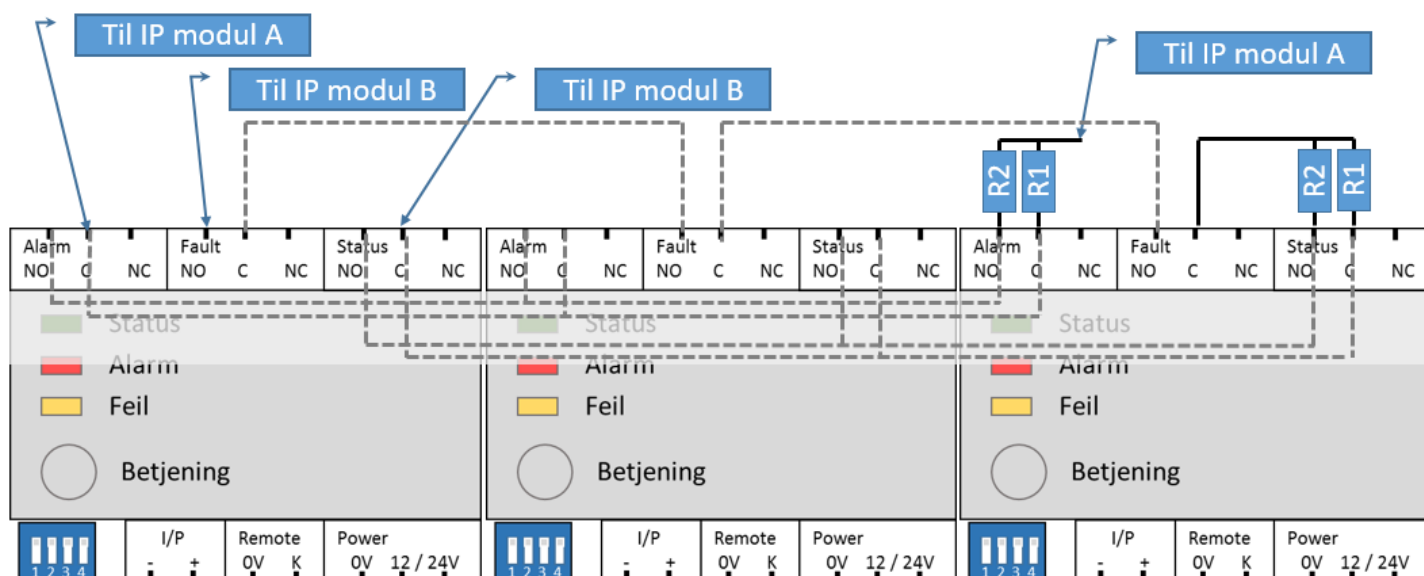 Til IP modul A
Til IP modul B
Til IP modul B
Til IP modul A
R2 R1
R2 R1
Alarm Fault Status Alarm Fault Status Alarm Fault Status
NO C NC NO C NC NO C NC NO C NC NO C NC NO C NC NO C NC NO C NC NO C NC
Status Status Status
Alarm Alarm Alarm
Feil Feil Feil
Betjening Betjening Betjening
I/P Remote Power I/P Remote Power I/P Remote Power
1 2 3 4 - + 0V K 0V 12 / 24V 1 2 3 4 - + 0V K 0V 12 / 24V 1 2 3 4 - + 0V K 0V 12 / 24V